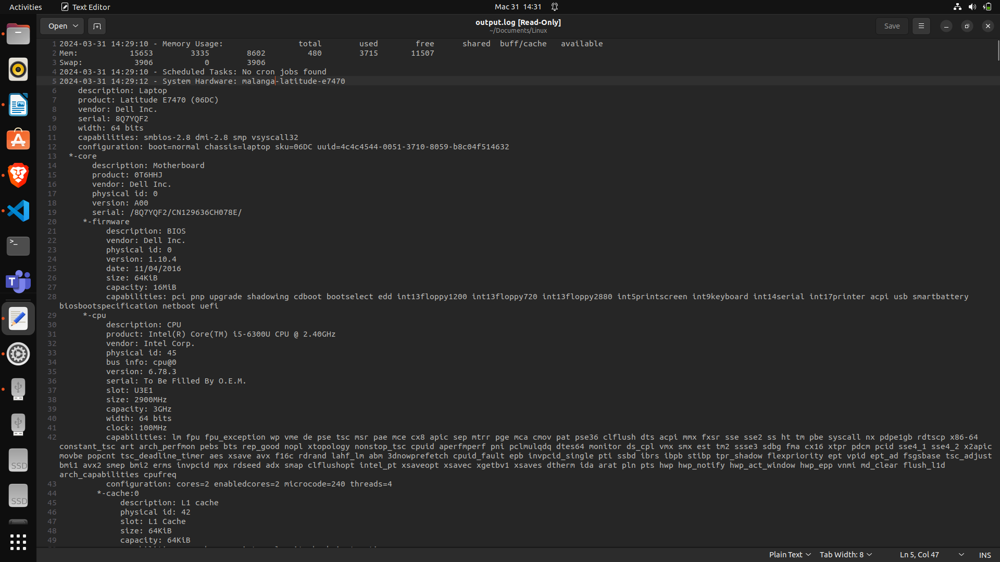 Activities
Text Editor
Mac 31 14:31
Open
output.log [Read-Only]
~/Documents/Linux
Save
1 2024-03-31 14:29:10 - Memory Usage: total used free shared buff/cache available
2 Mem: 15653 3335 8602 480 3715 11507
3 Swap: 3906 0 3906
4 2024-03-31 14:29:10 - Scheduled Tasks: No cron jobs found
5 2024-03-31 14:29:12 - System Hardware: malanga-latitude-e7470
6 description: Laptop
7 product: Latitude E7470 (06DC)
8 vendor: Dell Inc.
9 serial: 8Q7YQF2
10 width: 64 bits
11 capabilities: smbios-2.8 dmi-2.8 smp vsyscall32
12 configuration: boot=normal chassis=laptop sku=06DC uuid=4c4c4544-0051-3710-8059-b8c04f514632
13 *-core
14 description: Motherboard
15 product: 0T6HHJ
16 vendor: Dell Inc.
17 physical id: 0
18 version: A00
19 serial: /8Q7YQF2/CN129636CH078E/
20 *-firmware
21 description: BIOS
22 vendor: Dell Inc.
23 physical id: 0
24 version: 1.10.4
25 date: 11/04/2016
26 size: 64KiB
27 capacity: 16MiB
28 capabilities: pci pnp upgrade shadowing cdboot bootselect edd int13floppy1200 int13floppy720 int13floppy2880 int5printscreen int9keyboard int14serial int17printer acpi usb smartbattery
biosbootspecification netboot uefi
29 *-cpu
30 description: CPU
31 product: Intel(R) Core(TM) i5-6300U CPU @ 2.40GHz
32 vendor: Intel Corp.
33 physical id: 45
34 bus info: cpu@0
35 version: 6.78.3
36 serial: To Be Filled By O.E.M.
37 slot: U3E1
38 size: 2900MHz
39 capacity: 3GHz
40 width: 64 bits
41 clock: 100MHz
42 capabilities: lm fpu fpu_exception wp vme de pse tsc msr pae mce cx8 apic sep mtrr pge mca cmov pat pse36 clflush dts acpi mmx fxsr sse sse2 ss ht tm pbe syscall nx pdpe1gb rdtscp x86-64
constant_tsc art arch_perfmon pebs bts rep_good nopl xtopology nonstop_tsc cpuid aperfmperf pni pclmulqdq dtes64 monitor ds_cpl vmx smx est tm2 ssse3 sdbg fma cx16 xtpr pdcm pcid sse4_1 sse4_2 x2apic
movbe popcnt tsc_deadline_timer aes xsave avx f16c rdrand lahf_lm abm 3dnowprefetch cpuid_fault epb invpcid_single pti ssbd ibrs ibpb stibp tpr_shadow flexpriority ept vpid ept_ad fsgsbase tsc_adjust
bmi1 avx2 smep bmi2 erms invpcid mpx rdseed adx smap clflushopt intel_pt xsaveopt xsavec xgetbv1 xsaves dtherm ida arat pln pts hwp hwp_notify hwp_act_window hwp_epp vnmi md_clear flush_l1d
arch_capabilities cpufreq
43 configuration: cores=2 enabledcores=2 microcode=240 threads=4
44 *-cache:0
45 description: L1 cache
46 physical id: 42
47 slot: L1 Cache
48 size: 64KiB
49 capacity: 64KiB
SSD
SSD
Plain Text
Tab Width: 8
Ln 5, Col 47
INS